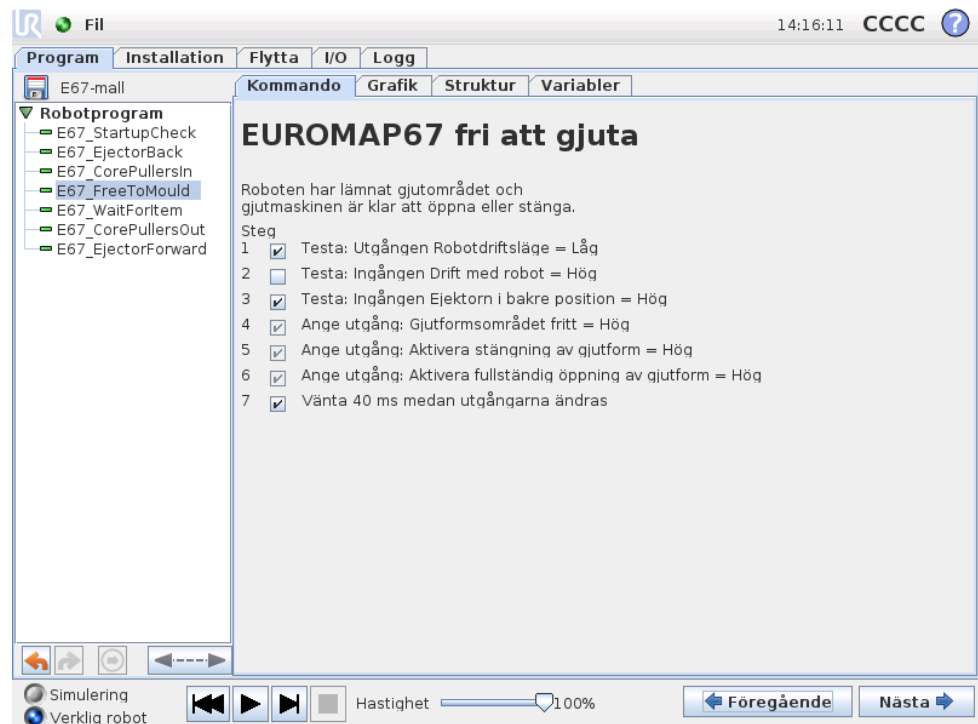 UR Fil 14:16:11 CCCC ?
Program Installation Flytta I/O Logg
E67-mall
Kommando Grafik Struktur Variabler
Robotprogram
E67_StartupCheck
E67_EjectorBack
E67_CorePullersIn
E67_FreeToMould
E67_WaitForItem
E67_CorePullersOut
E67_EjectorForward
EUROMAP67 fri att gjuta
Roboten har lämnat gjutområdet och
gjutmaskinen är klar att öppna eller stänga.
Steg
1 Testa: Utgången Robotdriftsläge = Låg
2 Testa: Ingången Drift med robot = Hög
3 Testa: Ingången Ejektorn i bakre position = Hög
4 Ange utgång: Gjutformsområdet fritt = Hög
5 Ange utgång: Aktivera stängning av gjutform = Hög
6 Ange utgång: Aktivera fullständig öppning av gjutform = Hög
7 Vänta 40 ms medan utgångarna ändras
Simulering
Verklig robot
Hastighet 100%
Föregående Nästa